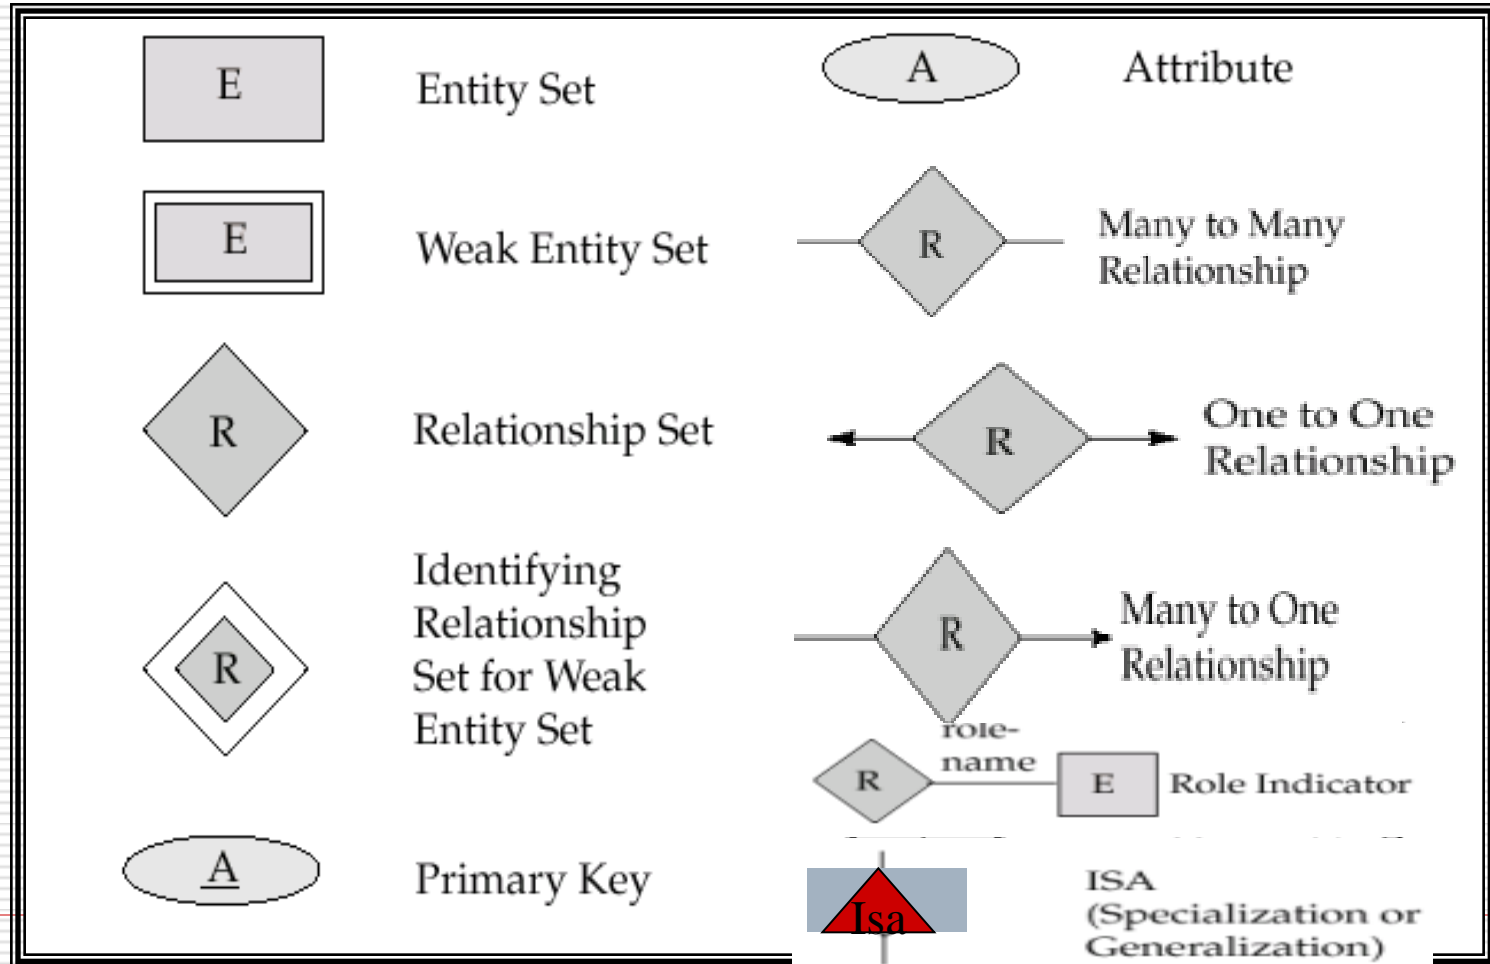 E
Entity Set
E
Weak Entity Set
R
Relationship Set
R
Identifying
Relationship
Set for Weak
Entity Set
A
Primary Key
A
Attribute
R
Many to Many
Relationship
R
One to One
Relationship
R
Many to One
Relationship
role-
name
R
E
Role Indicator
Isa
ISA
(Specialization or
Generalization)